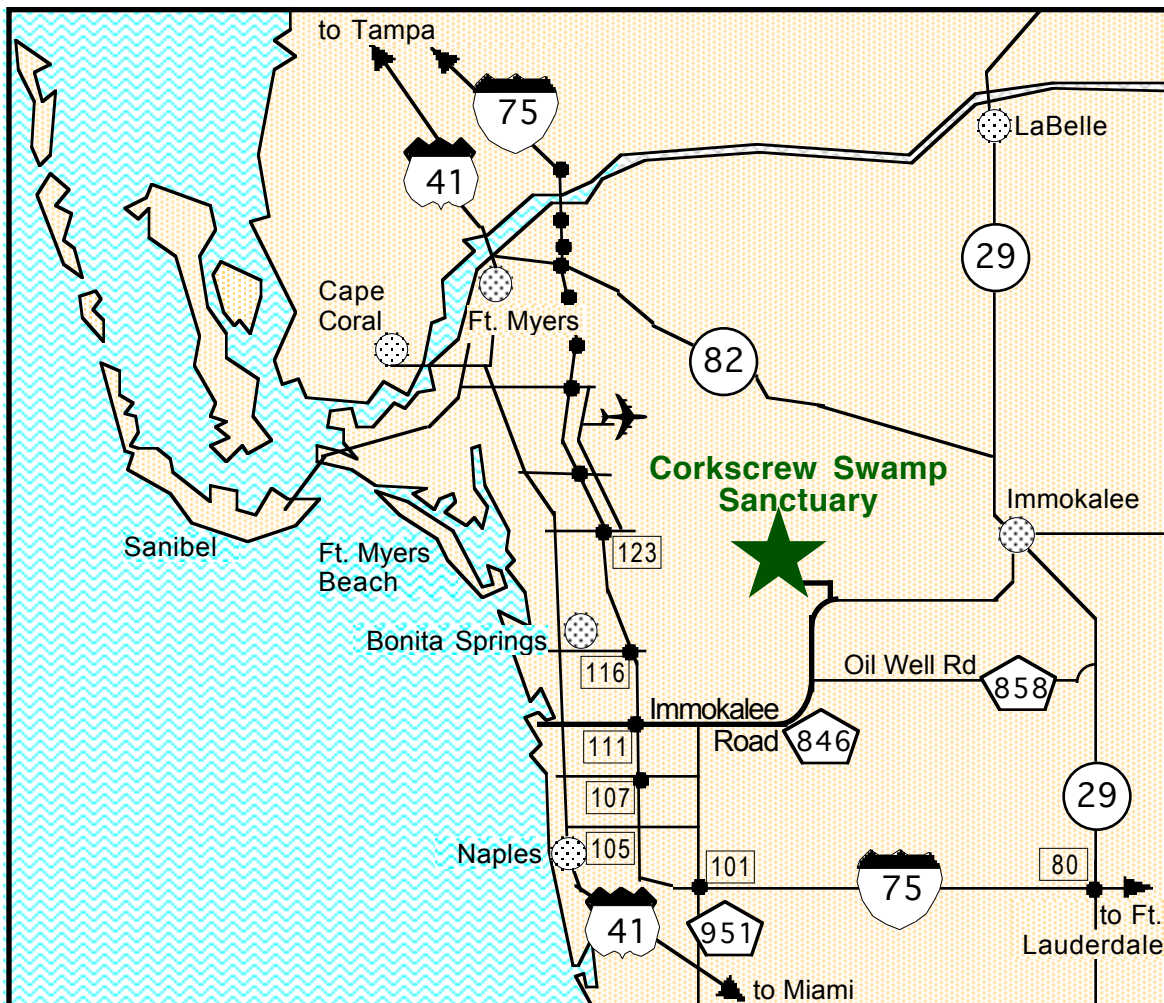 to Tampa
75
41
LaBelle
29
Cape
Coral
Ft. Myers
82
Corkscrew Swamp
Sanctuary
Immokalee
Sanibel
Ft. Myers
Beach
123
Bonita Springs
116
Oil Well Rd
858
Immokalee
Road
846
111
107
29
Naples
105
101
75
80
951
41
to Ft.
Lauderdale
to Miami